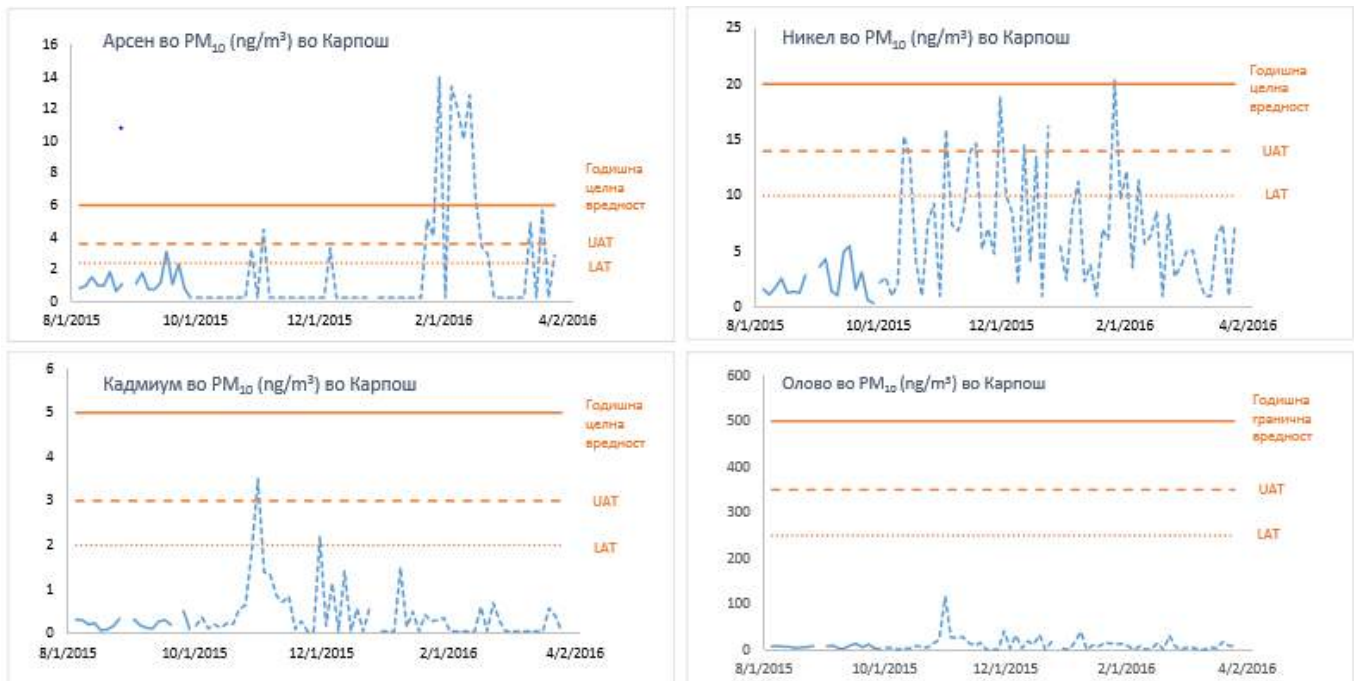 Арсен во PM₁₀ (ng/m³) во Карпош
16
14
12
10
8
6
4
2
0
Годишна
целна
вредност
UAT
LAT
8/1/2015 10/1/2015 12/1/2015 2/1/2016 4/2/2016
Никел во PM₁₀ (ng/m³) во Карпош
25
20
15
10
5
0
Годишна
целна
вредност
UAT
LAT
8/1/2015 10/1/2015 12/1/2015 2/1/2016 4/2/2016
Кадмиум во PM₁₀ (ng/m³) во Карпош
6
5
4
3
2
1
0
Годишна
целна
вредност
UAT
LAT
8/1/2015 10/1/2015 12/1/2015 2/1/2016 4/2/2016
Олово во PM₁₀ (ng/m³) во Карпош
600
500
400
300
200
100
0
Годишна
гранична
вредност
UAT
LAT
8/1/2015 10/1/2015 12/1/2015 2/1/2016 4/2/2016